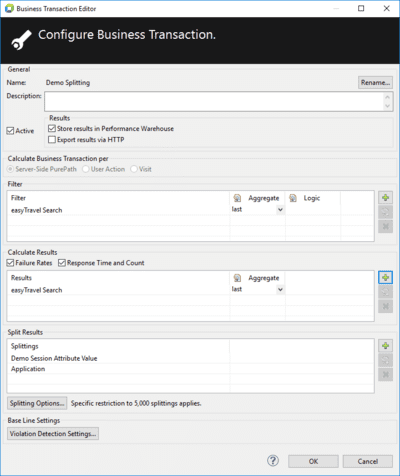 Business Transaction Editor
Configure Business Transaction.
General
Name: Demo Splitting Rename...
Description:
Results
Active Store results in Performance Warehouse
Export results via HTTP
Calculate Business Transaction per
Server-Side PurePath User Action Visit
Filter
Filter Aggregate Logic
easyTravel Search last
Calculate Results
Failure Rates Response Time and Count
Results Aggregate
easyTravel Search last
Split Results
Splittings
Demo Session Attribute Value
Application
Splitting Options... Specific restriction to 5,000 splittings applies.
Base Line Settings
Violation Detection Settings...
? OK Cancel